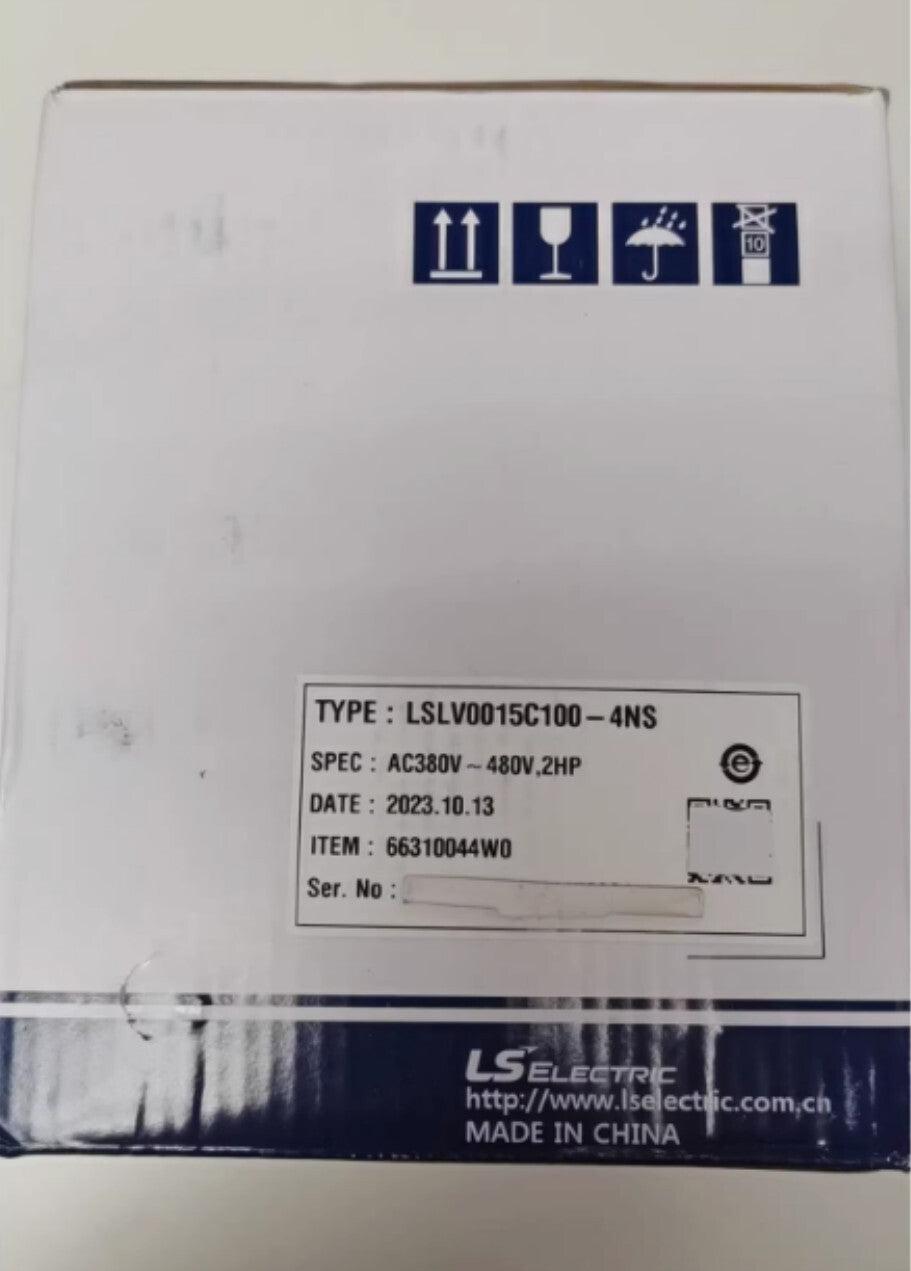 10
TYPE : LSLV0015C100-4NS
SPEC : AC380V~480V,2HP
DATE : 2023.10.13
ITEM : 66310044W0
Ser. No :
LS ELECTRIC
http://www.lselectric.com.cn
MADE IN CHINA